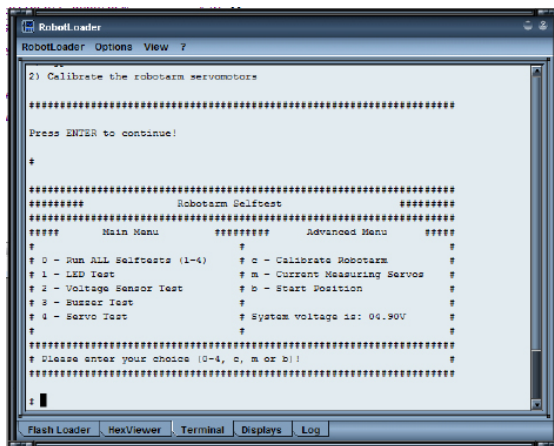 RobotLoader
RobotLoader Options View ?
2) Calibrate the robotarm servomotors
######################################################################
Press ENTER to continue!
#
######################################################################
######### Robotarm Selftest #########
######################################################################
##### Main Menu ######### Advanced Menu #####
# # #
# 0 - Run ALL Selftests (1-4) # c - Calibrate Robotarm #
# 1 - LED Test # m - Current Measuring Servos #
# 2 - Voltage Sensor Test # b - Start Position #
# 3 - Buzzer Test # #
# 4 - Servo Test # System voltage is: 04.90V #
# # #
######################################################################
# Please enter your choice (0-4, c, m or b)! #
######################################################################
:
Flash Loader HexViewer Terminal Displays Log